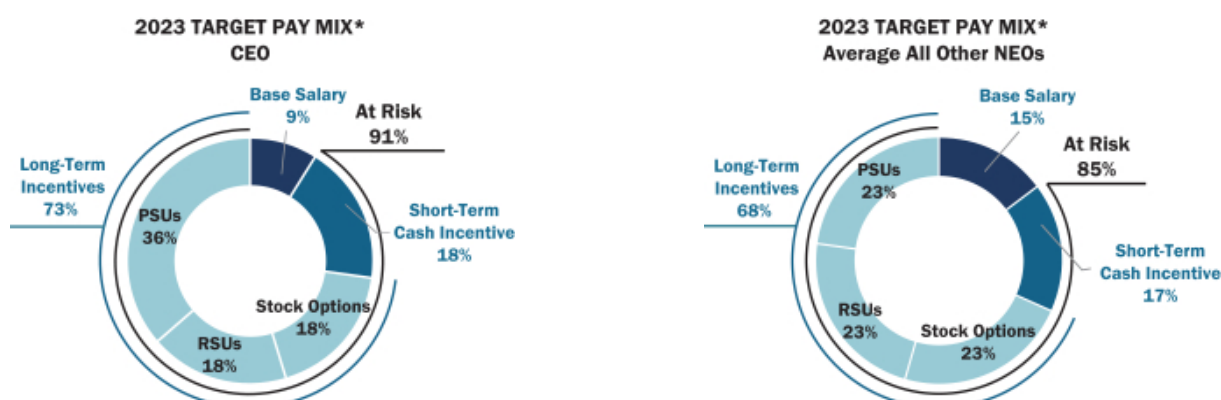 2023 TARGET PAY MIX*
CEO
Base Salary
9%
At Risk
91%
Long-Term
Incentives
73%
PSUs
36%
Short-Term
Cash Incentive
18%
Stock Options
18%
RSUs
18%
2023 TARGET PAY MIX*
Average All Other NEOs
Base Salary
15%
At Risk
85%
Long-Term
Incentives
68%
PSUs
23%
Short-Term
Cash Incentive
17%
RSUs
23%
Stock Options
23%